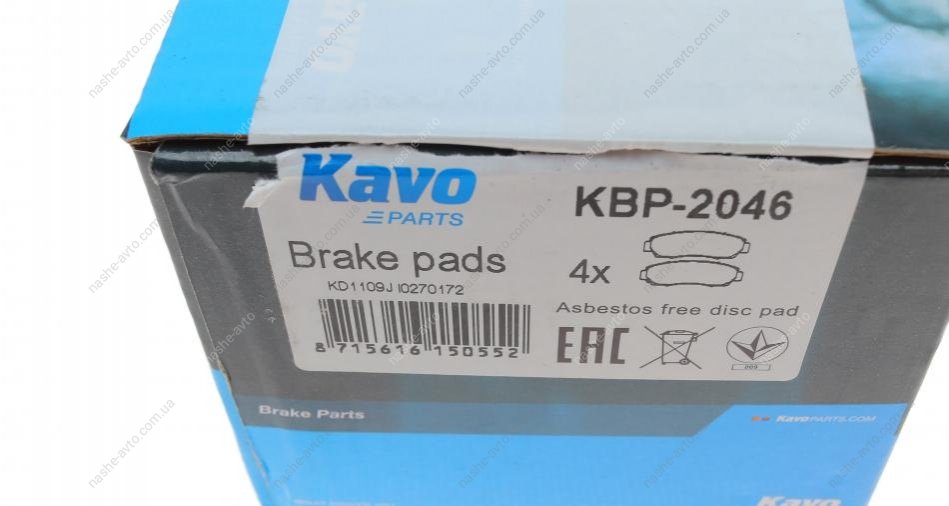 Kavo
PARTS
KBP-2046
Brake pads
4x
KD1109J I0270172
Asbestos free disc pad
8 715616 150552
EAC
Brake Parts
KavoPARTS.COM
Kavo
nashe-avto.com.ua